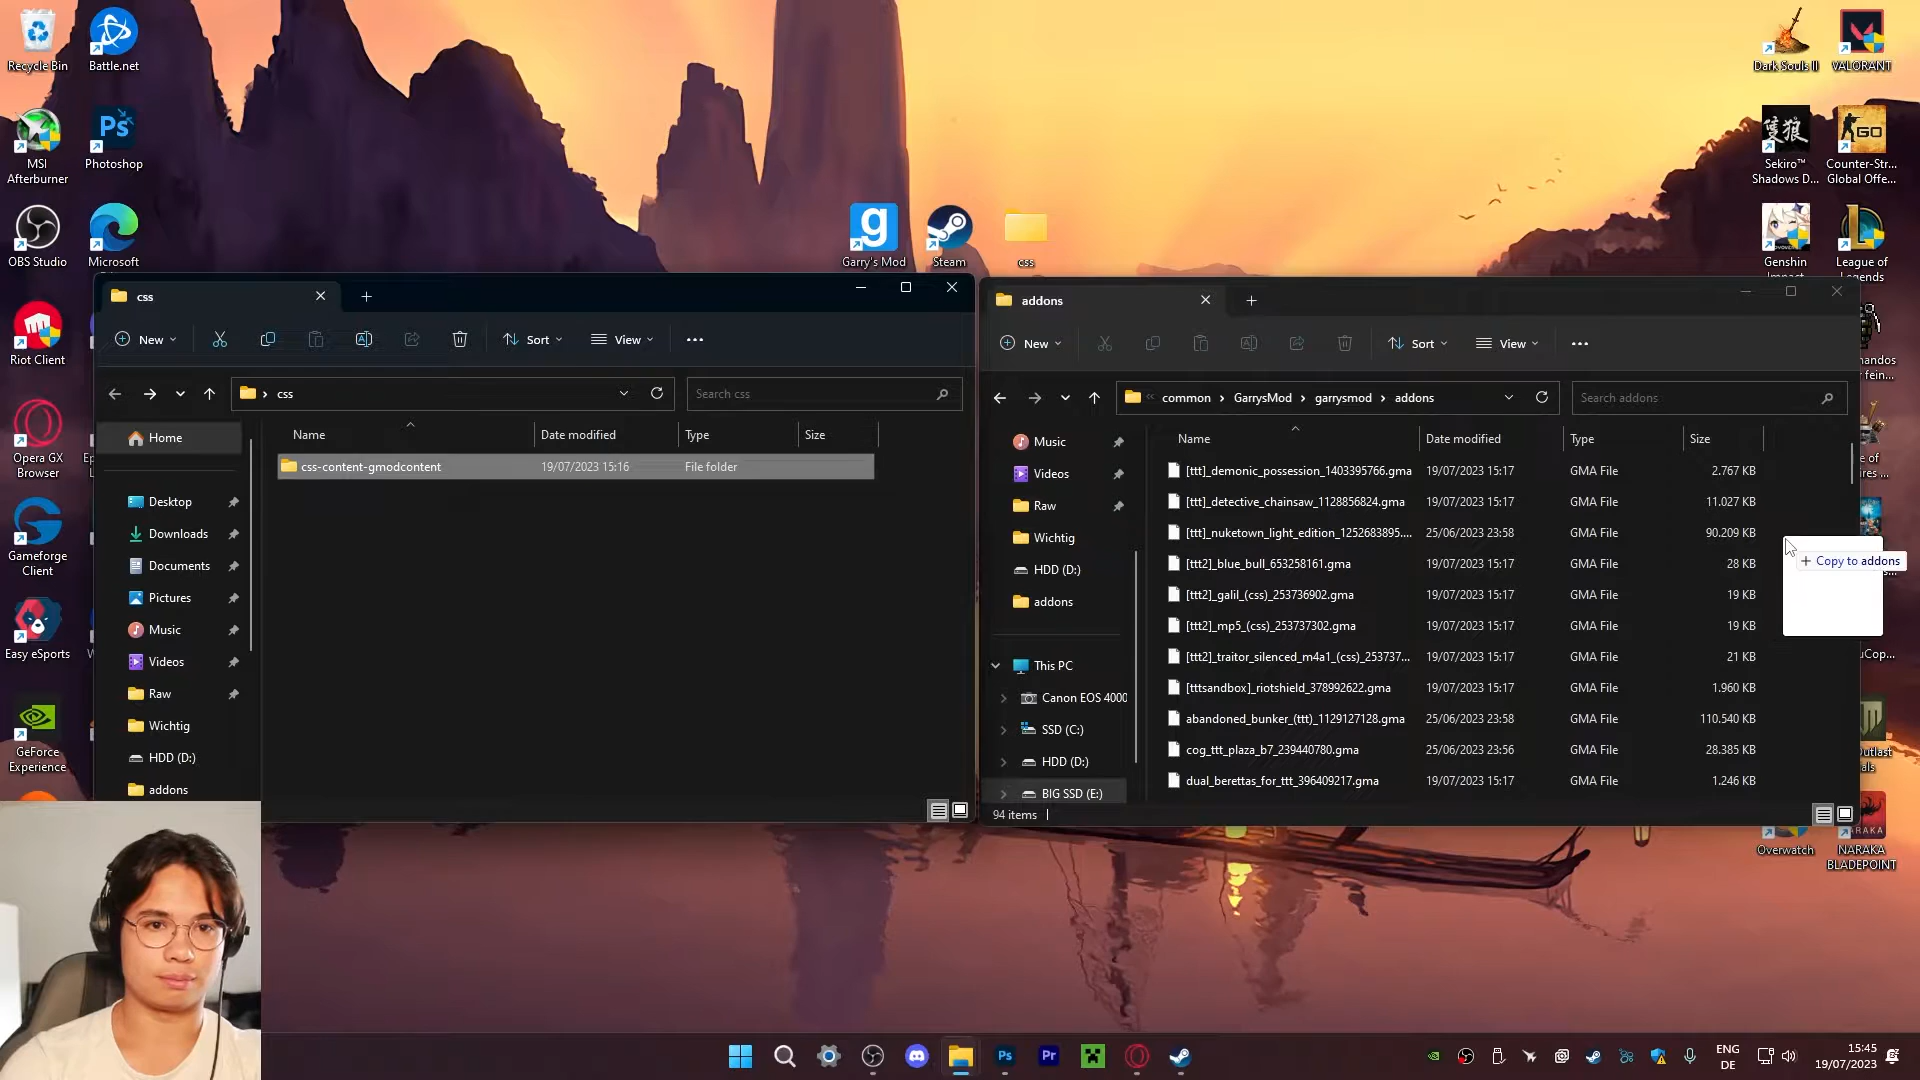 Recycle Bin
Battle.net
MSI
Afterburner
Ps
Photoshop
OBS Studio
Microsoft
Riot Client
Opera GX
Browser
Gameforge
Client
Easy eSports
GeForce
Experience
g
Garry's Mod
Steam
css
Dark Souls II
VALORANT
隻狼
Sekiro™
Shadows D...
GO
Counter-Str...
Global Offe...
Genshin
Impact
League of
Legends
Overwatch
NARAKA
BLADEPOINT
css
New
Sort
View
css
Search css
Name
Date modified
Type
Size
css-content-gmodcontent
19/07/2023 15:16
File folder
Home
Desktop
Downloads
Documents
Pictures
Music
Videos
Raw
Wichtig
HDD (D:)
addons
addons
New
Sort
View
common
GarrysMod
garrysmod
addons
Search addons
Music
Videos
Raw
Wichtig
HDD (D:)
addons
This PC
Canon EOS 4000
SSD (C:)
HDD (D:)
BIG SSD (E:)
94 items
Name
Date modified
Type
Size
[ttt]_demonic_possession_1403395766.gma 19/07/2023 15:17 GMA File 2.767 KB
[ttt]_detective_chainsaw_1128856824.gma 19/07/2023 15:17 GMA File 11.027 KB
[ttt]_nuketown_light_edition_1252683895.... 25/06/2023 23:58 GMA File 90.209 KB
[ttt2]_blue_bull_653258161.gma 19/07/2023 15:17 GMA File 28 KB
[ttt2]_galil_(css)_253736902.gma 19/07/2023 15:17 GMA File 19 KB
[ttt2]_mp5_(css)_253737302.gma 19/07/2023 15:17 GMA File 19 KB
[ttt2]_traitor_silenced_m4a1_(css)_253737... 19/07/2023 15:17 GMA File 21 KB
[tttsandbox]_riotshield_378992622.gma 19/07/2023 15:17 GMA File 1.960 KB
abandoned_bunker_(ttt)_1129127128.gma 25/06/2023 23:58 GMA File 110.540 KB
cog_ttt_plaza_b7_239440780.gma 25/06/2023 23:56 GMA File 28.385 KB
dual_berettas_for_ttt_396409217.gma 19/07/2023 15:17 GMA File 1.246 KB
+ Copy to addons
Ps
Pr
ENG
DE
15:45
19/07/2023